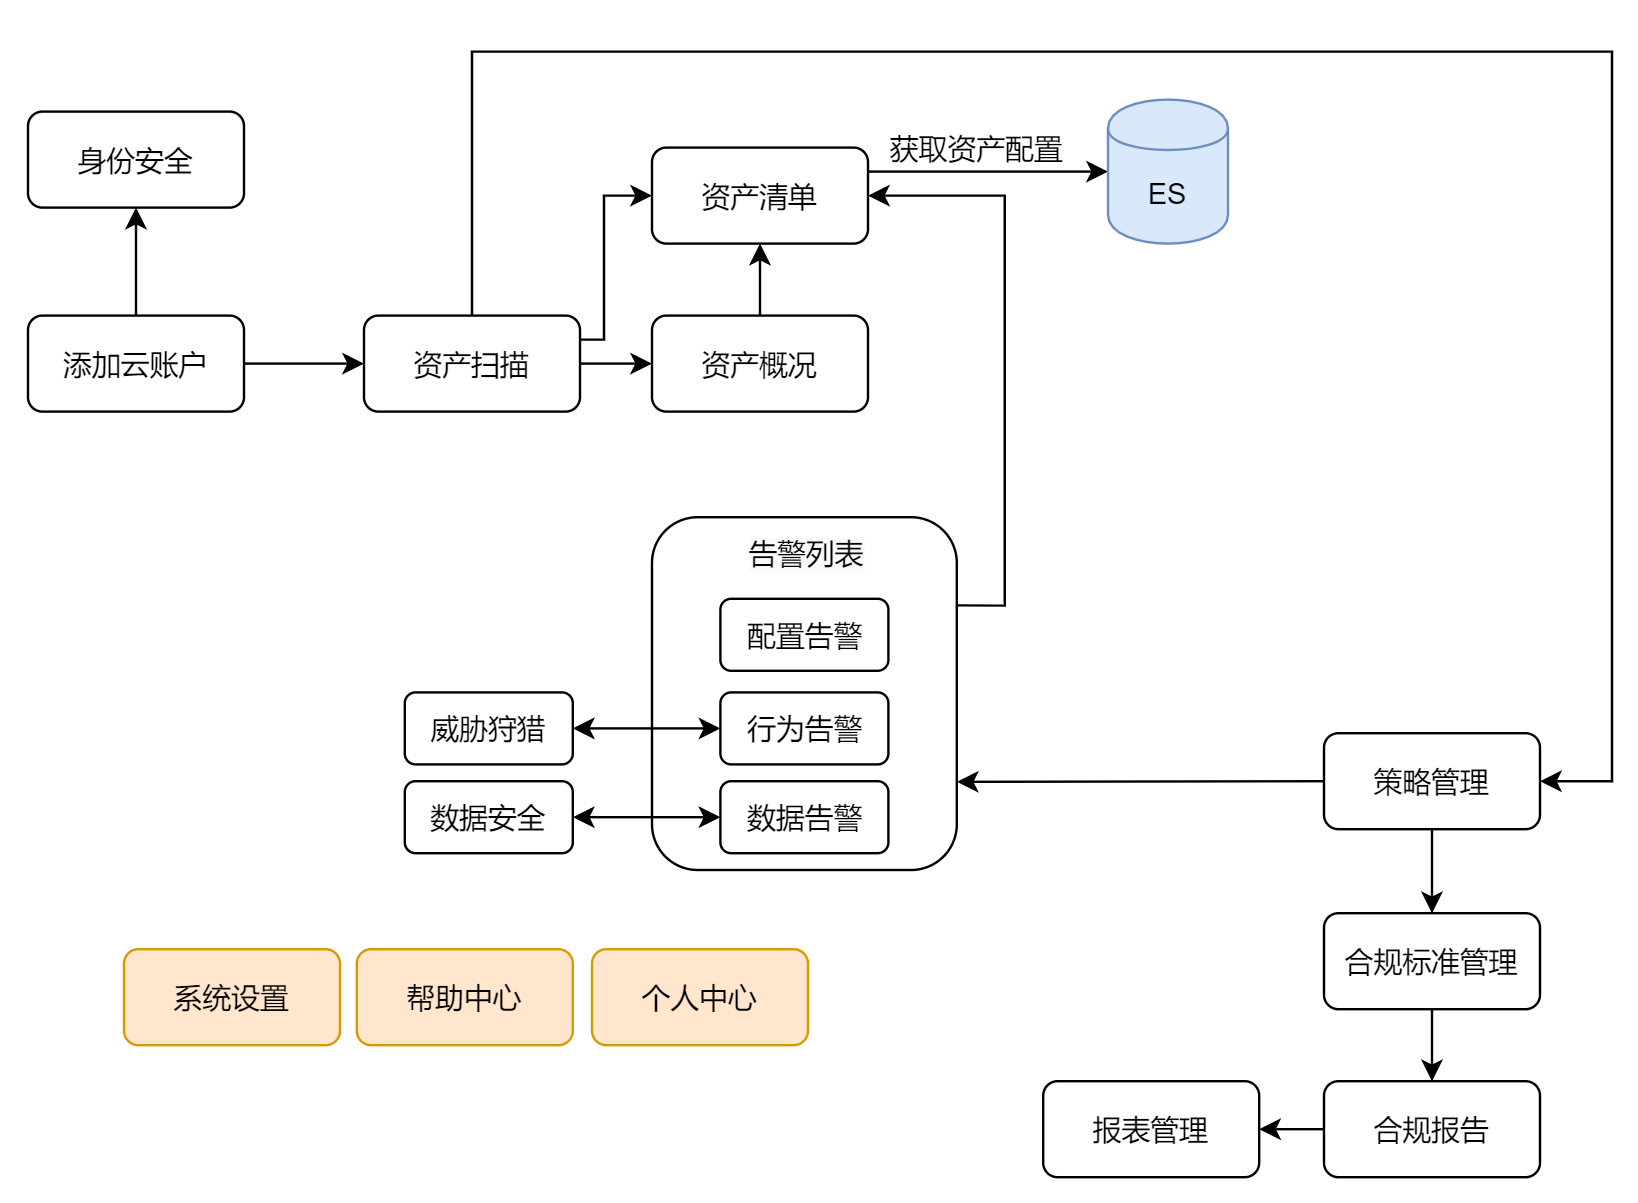 身份安全
获取资产配置
资产清单
ES
添加云账户
资产扫描
资产概况
告警列表
配置告警
威胁狩猎
行为告警
数据安全
数据告警
策略管理
合规标准管理
系统设置
帮助中心
个人中心
报表管理
合规报告